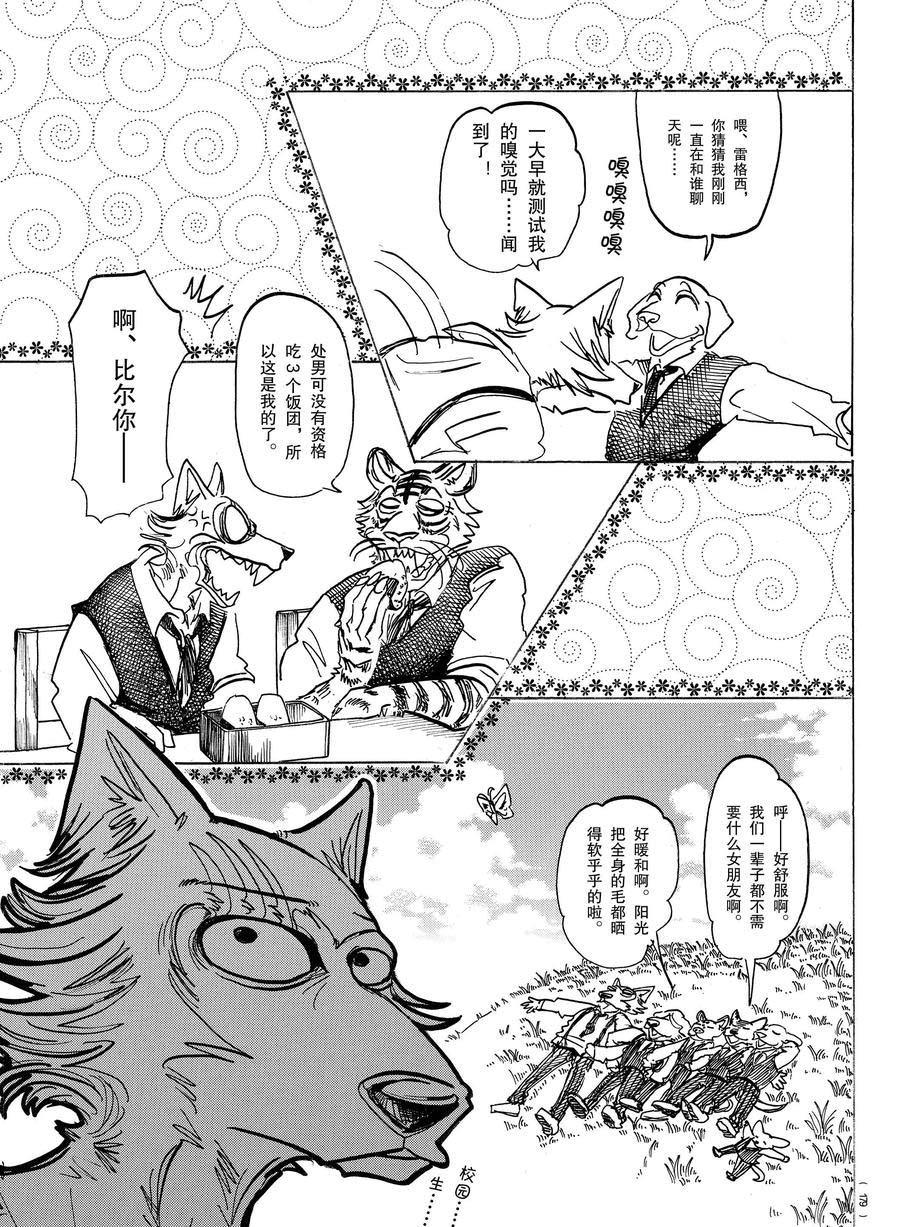 喂、雷格西，
你猜猜我刚刚
一直在和谁聊
天呢……
嗅嗅嗅嗅
一大早就测试我
的嗅觉吗……闻
到了！
处男可没有资格
吃3个饭团，所
以这是我的了。
啊、比尔你——
呼——好舒服啊。
我们一辈子都不需
要什么女朋友啊。
好暖和啊。阳光
把全身的毛都晒
得软乎乎的啦。
校园……
生……
(179)